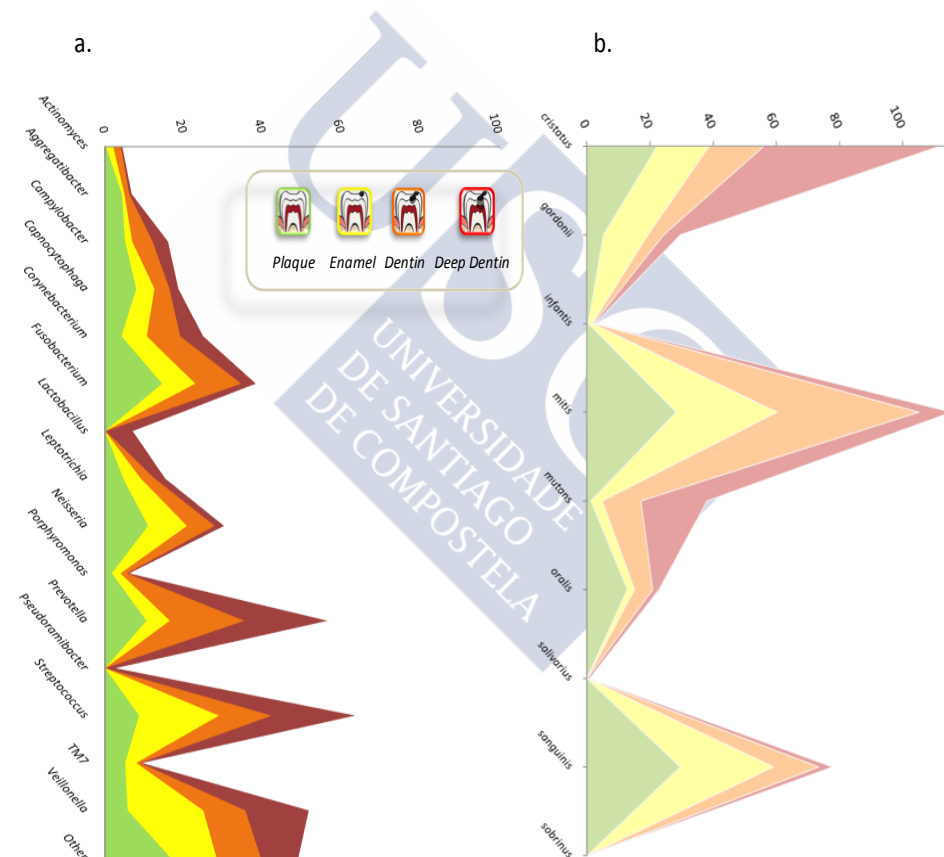 a.
b.
0 20 40 60 80 100
0 20 40 60 80 100
Actinomyces
Aggregatibacter
Campylobacter
Capnocytophaga
Corynebacterium
Fusobacterium
Lactobacillus
Leptotrichia
Neisseria
Porphyromonas
Prevotella
Pseudoramibacter
Streptococcus
TM7
Veillonella
Other
Plaque Enamel Dentin Deep Dentin
cristatus
gordonii
infantis
mitis
mutans
oralis
salivarius
sanguinis
sobrinus
USC
UNIVERSIDADE
DE SANTIAGO
DE COMPOSTELA